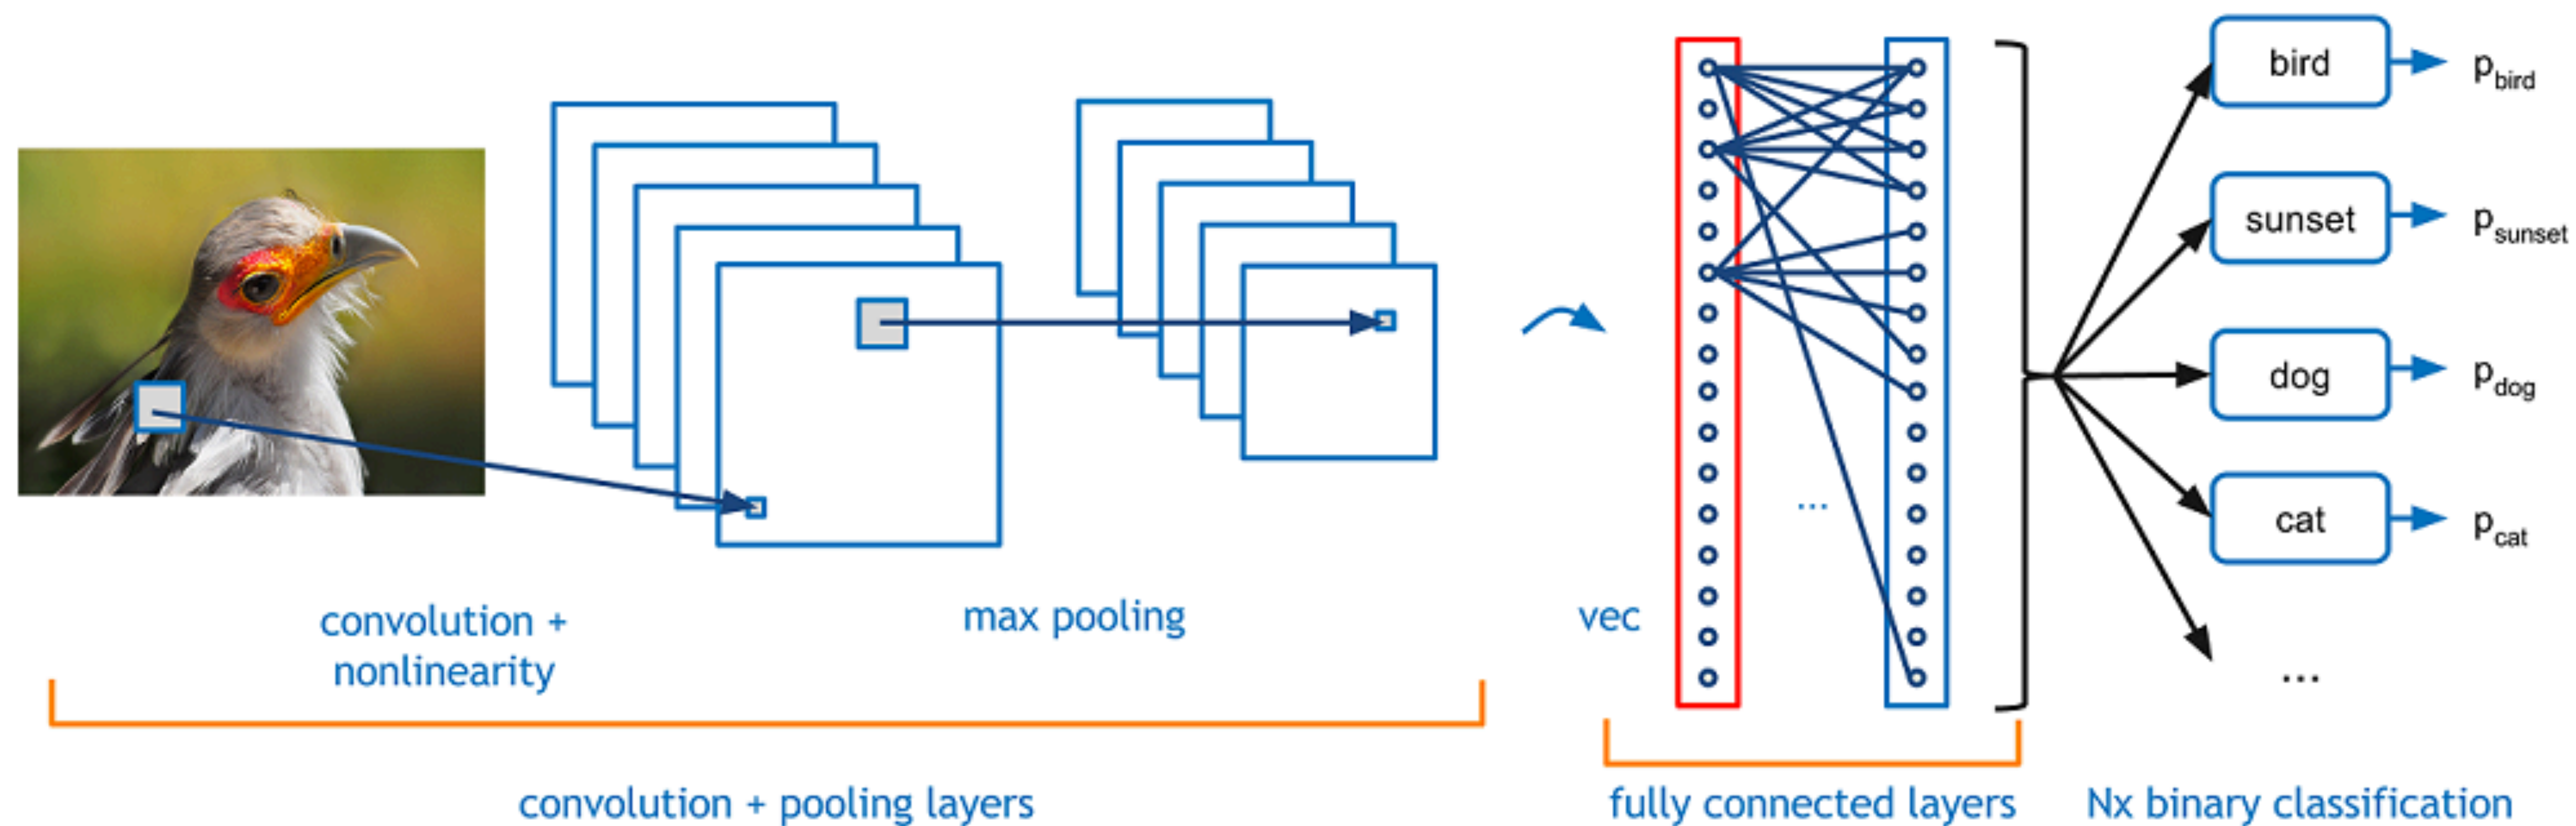 convolution +
nonlinearity
max pooling
convolution + pooling layers
vec
...
fully connected layers
bird
p_bird
sunset
p_sunset
dog
p_dog
cat
p_cat
...
Nx binary classification